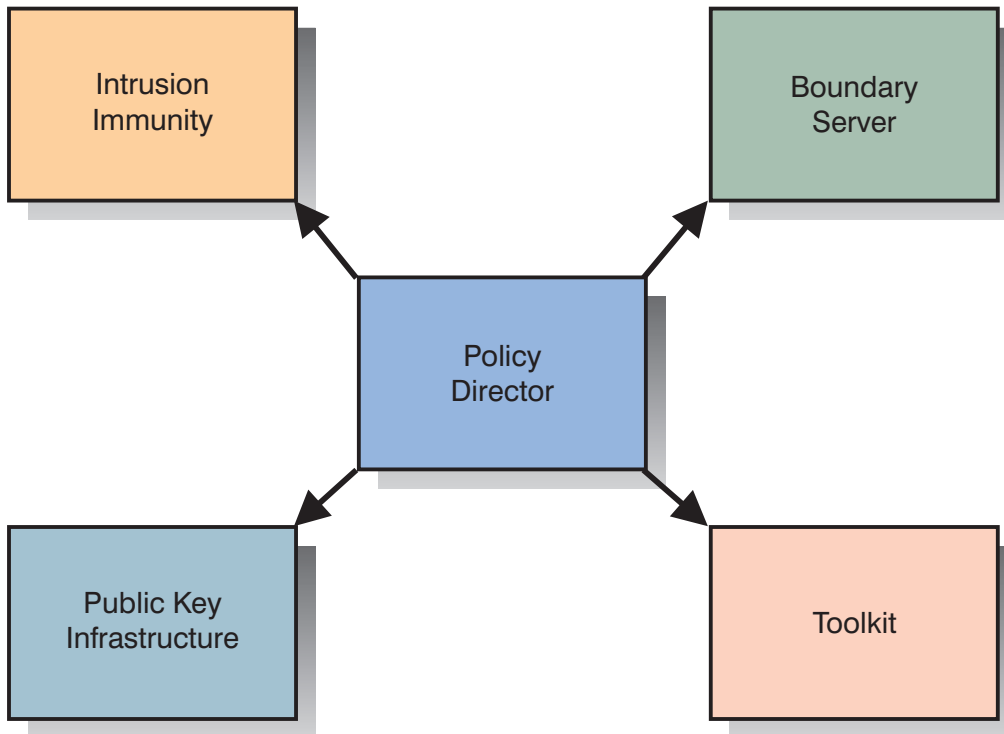 Intrusion
Immunity
Boundary
Server
Policy
Director
Public Key
Infrastructure
Toolkit